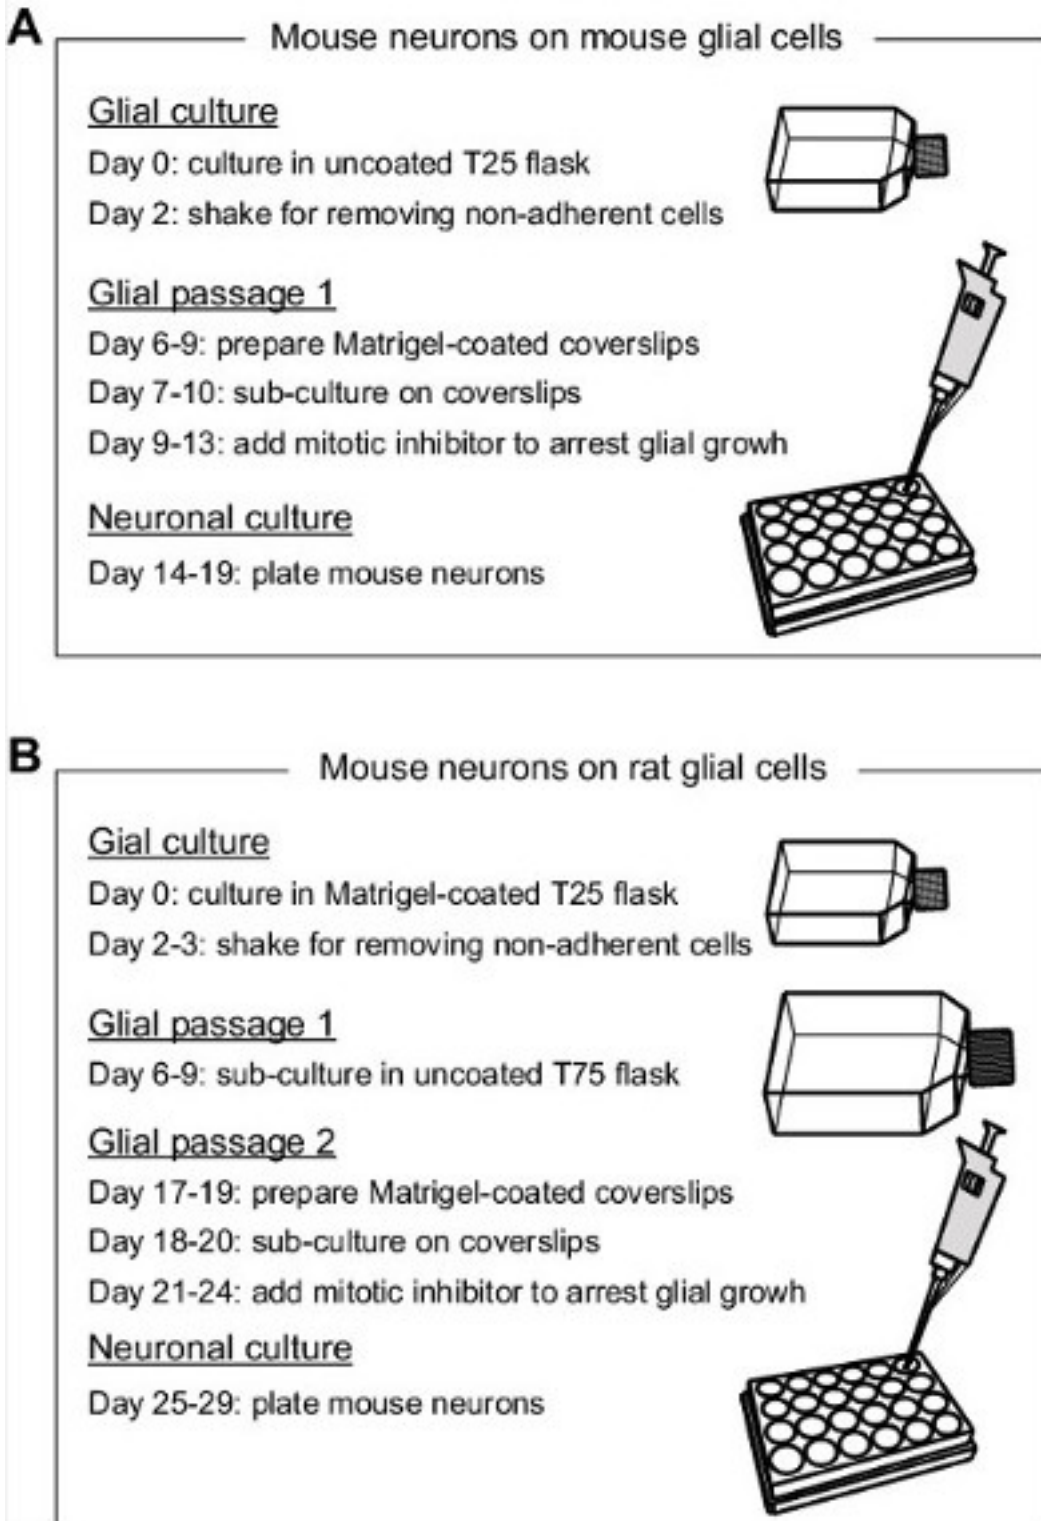 A
Mouse neurons on mouse glial cells
Glial culture
Day 0: culture in uncoated T25 flask
Day 2: shake for removing non-adherent cells
Glial passage 1
Day 6-9: prepare Matrigel-coated coverslips
Day 7-10: sub-culture on coverslips
Day 9-13: add mitotic inhibitor to arrest glial growh
Neuronal culture
Day 14-19: plate mouse neurons
B
Mouse neurons on rat glial cells
Gial culture
Day 0: culture in Matrigel-coated T25 flask
Day 2-3: shake for removing non-adherent cells
Glial passage 1
Day 6-9: sub-culture in uncoated T75 flask
Glial passage 2
Day 17-19: prepare Matrigel-coated coverslips
Day 18-20: sub-culture on coverslips
Day 21-24: add mitotic inhibitor to arrest glial growh
Neuronal culture
Day 25-29: plate mouse neurons